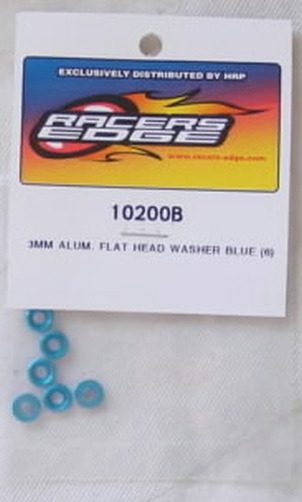 EXCLUSIVELY DISTRIBUTED BY HRP
RACERS
EDGE
www.racers-edge.com
10200B
3MM ALUM. FLAT HEAD WASHER BLUE (6)